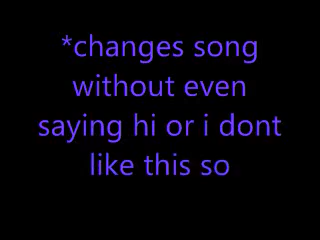 *changes song
without even
saying hi or i dont
like this so